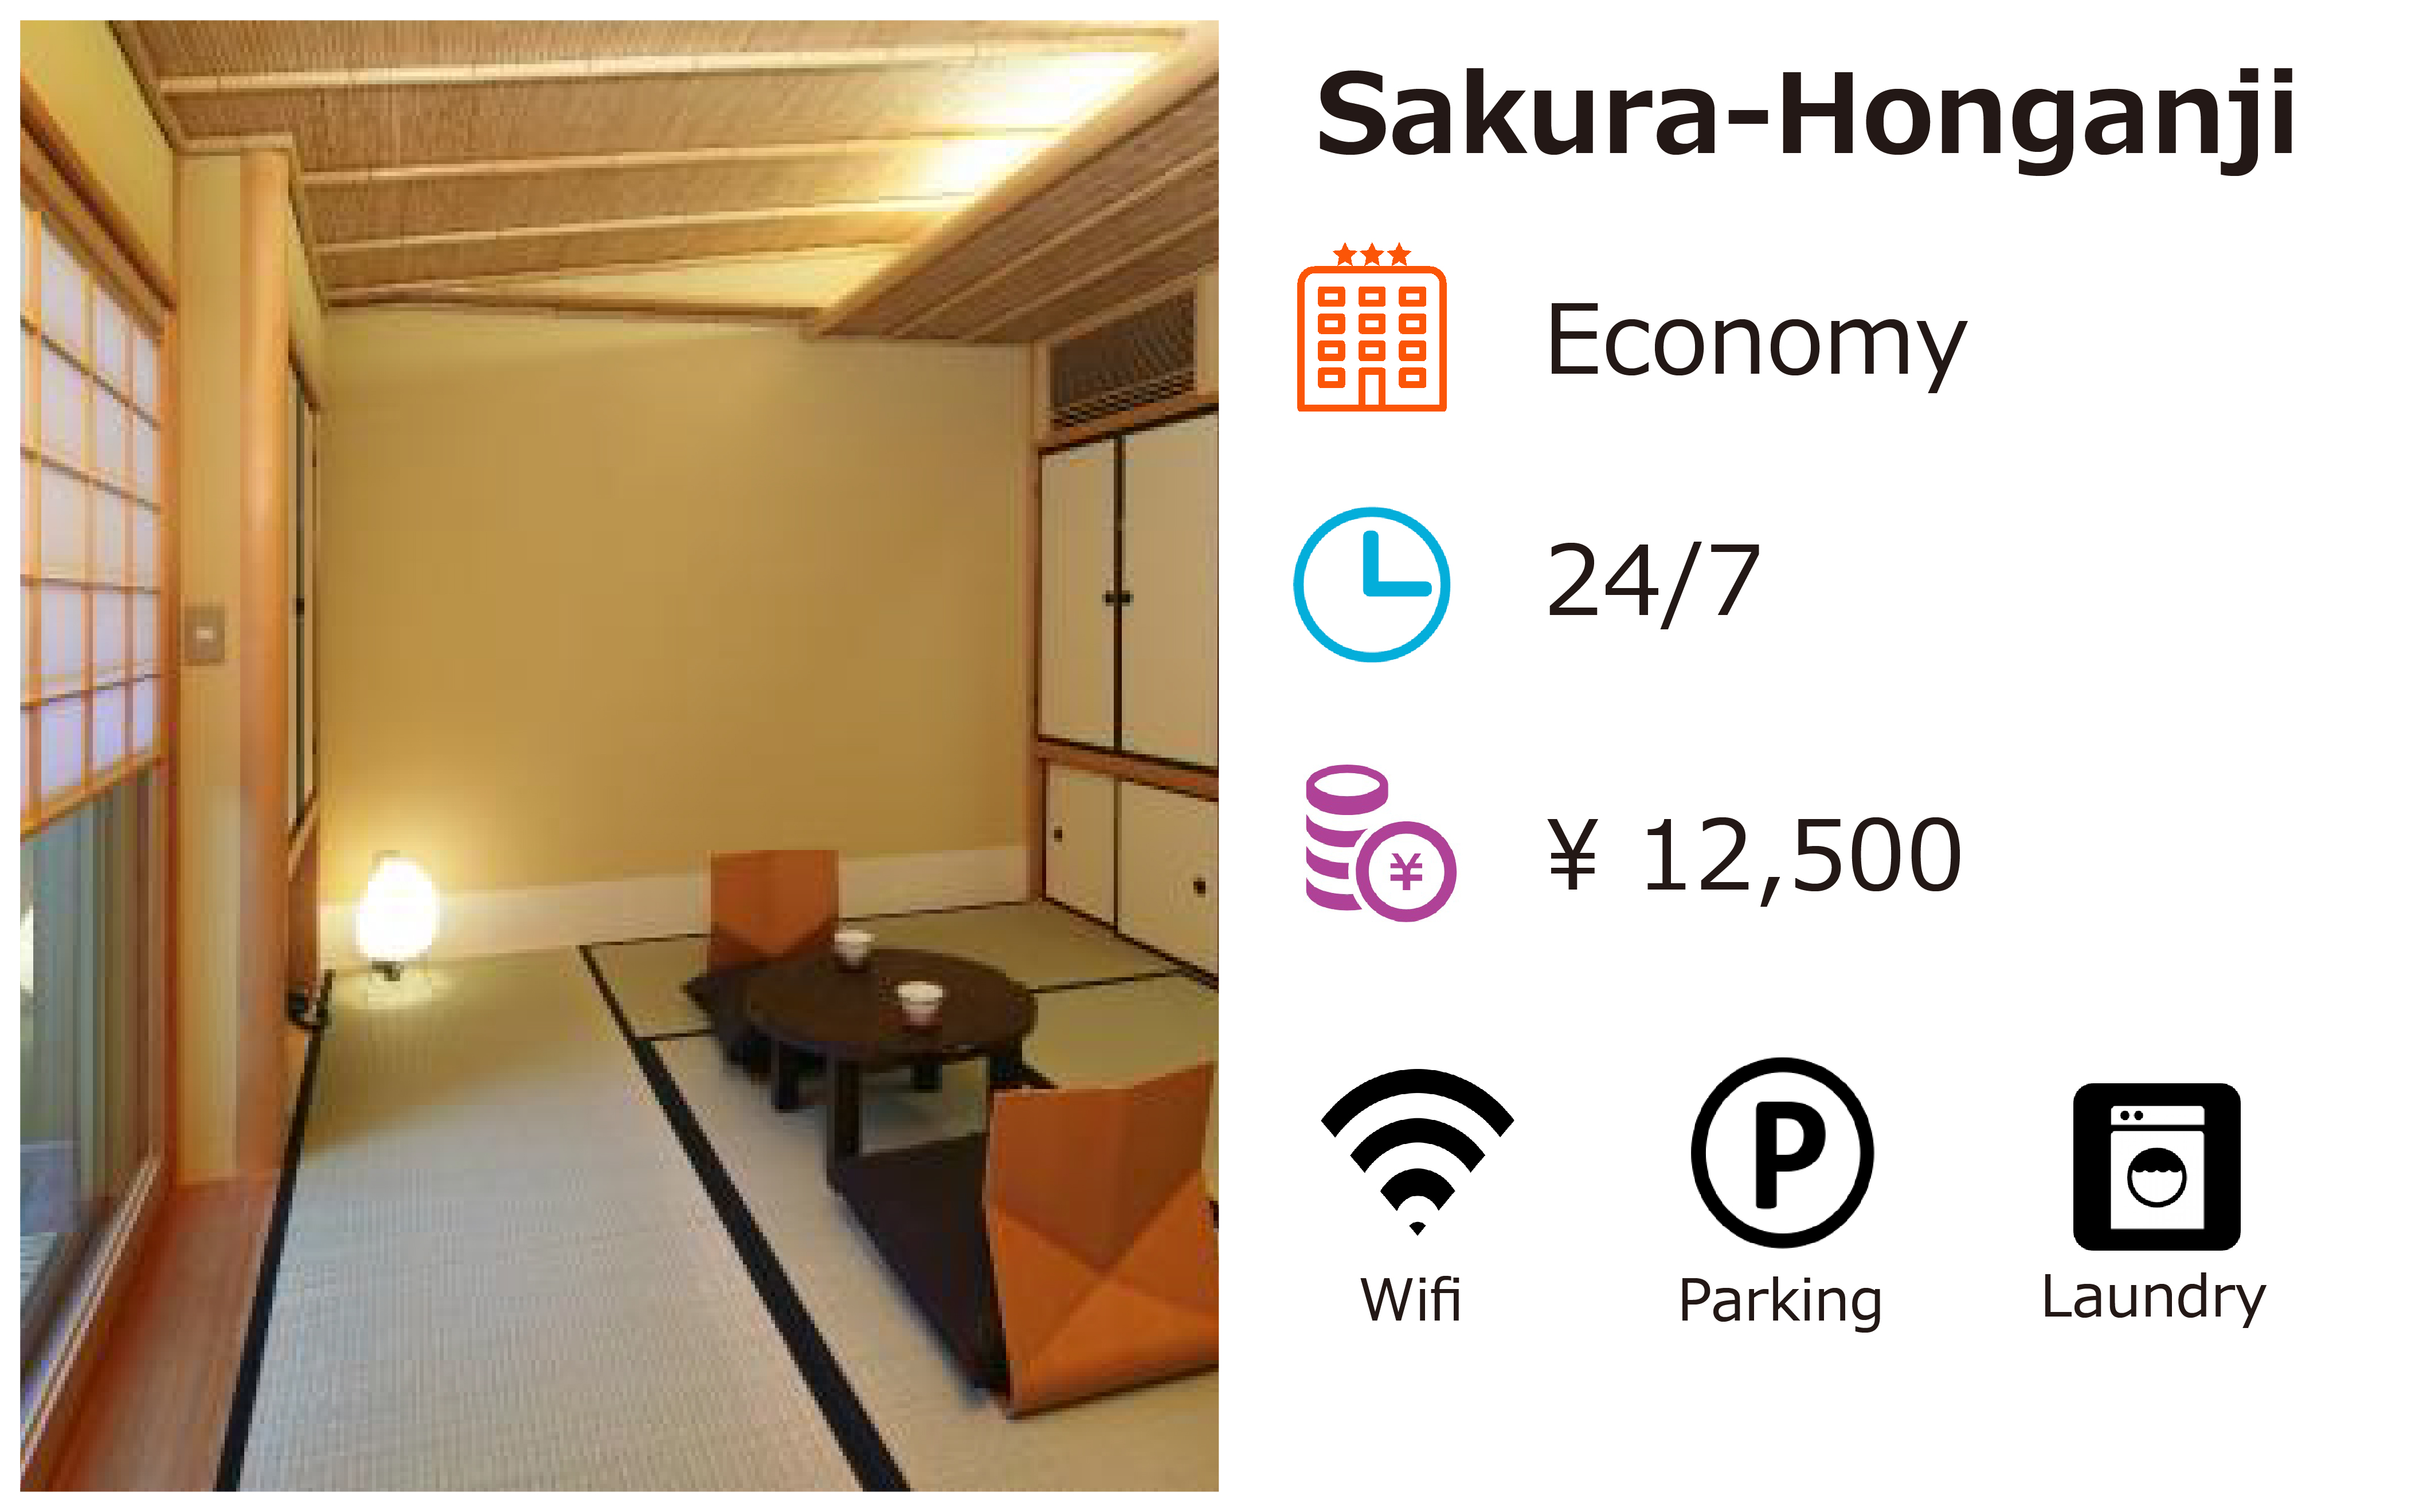 Sakura-Honganji
Economy
24/7
¥ 12,500
¥
P
Wifi
Parking
Laundry